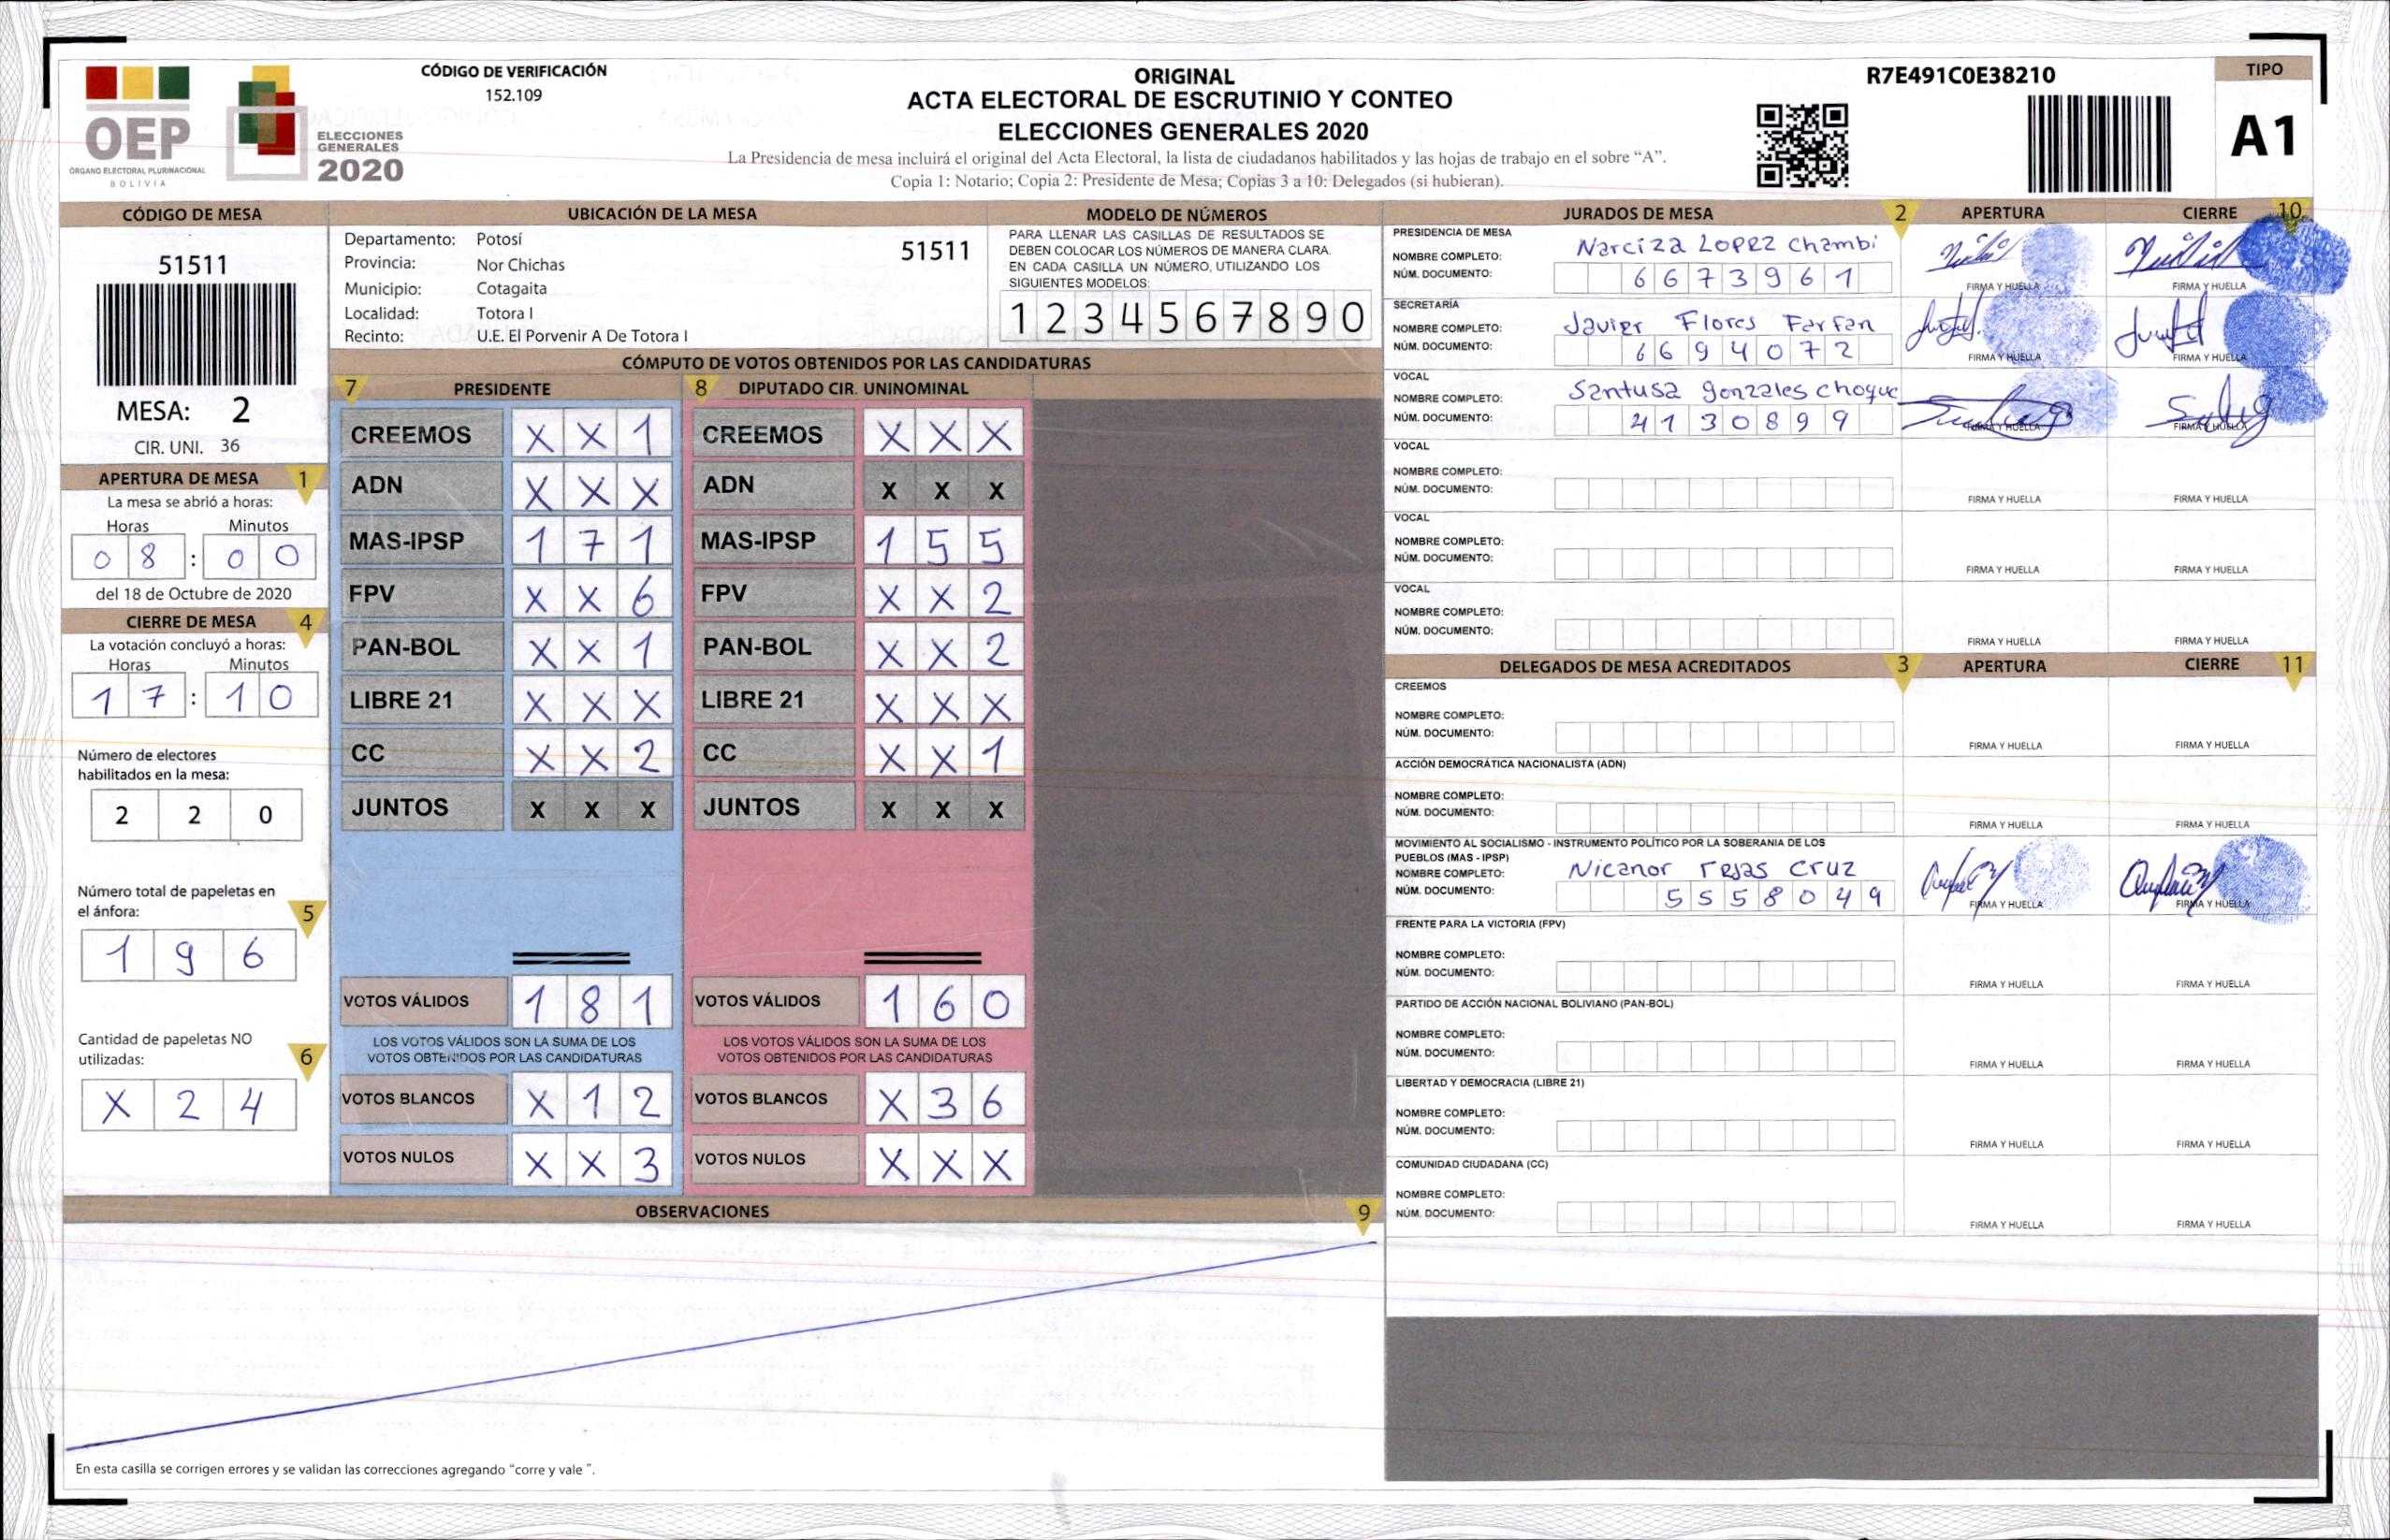 OEP
ÓRGANO ELECTORAL PLURINACIONAL
BOLIVIA
ELECCIONES
GENERALES
2020
CÓDIGO DE VERIFICACIÓN
152.109
ORIGINAL
ACTA ELECTORAL DE ESCRUTINIO Y CONTEO
ELECCIONES GENERALES 2020
La Presidencia de mesa incluirá el original del Acta Electoral, la lista de ciudadanos habilitados y las hojas de trabajo en el sobre “A”.
Copia 1: Notario; Copia 2: Presidente de Mesa; Copias 3 a 10: Delegados (si hubieran).
R7E491C0E38210
TIPO
A1
CÓDIGO DE MESA
51511
MESA: 2
CIR. UNI. 36
APERTURA DE MESA 1
La mesa se abrió a horas:
Horas Minutos
0 8 : 0 0
del 18 de Octubre de 2020
CIERRE DE MESA 4
La votación concluyó a horas:
Horas Minutos
1 7 : 1 0
Número de electores
habilitados en la mesa:
2 2 0
Número total de papeletas en
el ánfora: 5
1 9 6
Cantidad de papeletas NO
utilizadas: 6
X 2 4
UBICACIÓN DE LA MESA
Departamento: Potosí 51511
Provincia: Nor Chichas
Municipio: Cotagaita
Localidad: Totora I
Recinto: U.E. El Porvenir A De Totora I
MODELO DE NÚMEROS
PARA LLENAR LAS CASILLAS DE RESULTADOS SE
DEBEN COLOCAR LOS NÚMEROS DE MANERA CLARA.
EN CADA CASILLA UN NÚMERO, UTILIZANDO LOS
SIGUIENTES MODELOS:
1 2 3 4 5 6 7 8 9 0
CÓMPUTO DE VOTOS OBTENIDOS POR LAS CANDIDATURAS
7 PRESIDENTE
CREEMOS X X 1
ADN X X X
MAS-IPSP 1 7 1
FPV X X 6
PAN-BOL X X 1
LIBRE 21 X X X
CC X X 2
JUNTOS X X X
VOTOS VÁLIDOS 1 8 1
LOS VOTOS VÁLIDOS SON LA SUMA DE LOS
VOTOS OBTENIDOS POR LAS CANDIDATURAS
VOTOS BLANCOS X 1 2
VOTOS NULOS X X 3
8 DIPUTADO CIR. UNINOMINAL
CREEMOS X X X
ADN X X X
MAS-IPSP 1 5 5
FPV X X 2
PAN-BOL X X 2
LIBRE 21 X X X
CC X X 1
JUNTOS X X X
VOTOS VÁLIDOS 1 6 0
LOS VOTOS VÁLIDOS SON LA SUMA DE LOS
VOTOS OBTENIDOS POR LAS CANDIDATURAS
VOTOS BLANCOS X 3 6
VOTOS NULOS X X X
OBSERVACIONES 9
En esta casilla se corrigen errores y se validan las correcciones agregando “corre y vale ”.
JURADOS DE MESA 2 APERTURA CIERRE 10
PRESIDENCIA DE MESA
NOMBRE COMPLETO: Narciza LOPEZ Chambi
NÚM. DOCUMENTO: 6 6 7 3 9 6 1
FIRMA Y HUELLA FIRMA Y HUELLA
SECRETARÍA
NOMBRE COMPLETO: Javier Flores Farfan
NÚM. DOCUMENTO: 6 6 9 4 0 7 2
FIRMA Y HUELLA FIRMA Y HUELLA
VOCAL
NOMBRE COMPLETO: Santusa gonzales choque
NÚM. DOCUMENTO: 4 1 3 0 8 9 9
FIRMA Y HUELLA FIRMA Y HUELLA
VOCAL
NOMBRE COMPLETO:
NÚM. DOCUMENTO:
FIRMA Y HUELLA FIRMA Y HUELLA
VOCAL
NOMBRE COMPLETO:
NÚM. DOCUMENTO:
FIRMA Y HUELLA FIRMA Y HUELLA
VOCAL
NOMBRE COMPLETO:
NÚM. DOCUMENTO:
FIRMA Y HUELLA FIRMA Y HUELLA
DELEGADOS DE MESA ACREDITADOS 3 APERTURA CIERRE 11
CREEMOS
NOMBRE COMPLETO:
NÚM. DOCUMENTO:
FIRMA Y HUELLA FIRMA Y HUELLA
ACCIÓN DEMOCRÁTICA NACIONALISTA (ADN)
NOMBRE COMPLETO:
NÚM. DOCUMENTO:
FIRMA Y HUELLA FIRMA Y HUELLA
MOVIMIENTO AL SOCIALISMO - INSTRUMENTO POLÍTICO POR LA SOBERANIA DE LOS
PUEBLOS (MAS - IPSP)
NOMBRE COMPLETO: Nicanor rejas cruz
NÚM. DOCUMENTO: 5 5 5 8 0 4 9
FIRMA Y HUELLA FIRMA Y HUELLA
FRENTE PARA LA VICTORIA (FPV)
NOMBRE COMPLETO:
NÚM. DOCUMENTO:
FIRMA Y HUELLA FIRMA Y HUELLA
PARTIDO DE ACCIÓN NACIONAL BOLIVIANO (PAN-BOL)
NOMBRE COMPLETO:
NÚM. DOCUMENTO:
FIRMA Y HUELLA FIRMA Y HUELLA
LIBERTAD Y DEMOCRACIA (LIBRE 21)
NOMBRE COMPLETO:
NÚM. DOCUMENTO:
FIRMA Y HUELLA FIRMA Y HUELLA
COMUNIDAD CIUDADANA (CC)
NOMBRE COMPLETO:
NÚM. DOCUMENTO:
FIRMA Y HUELLA FIRMA Y HUELLA